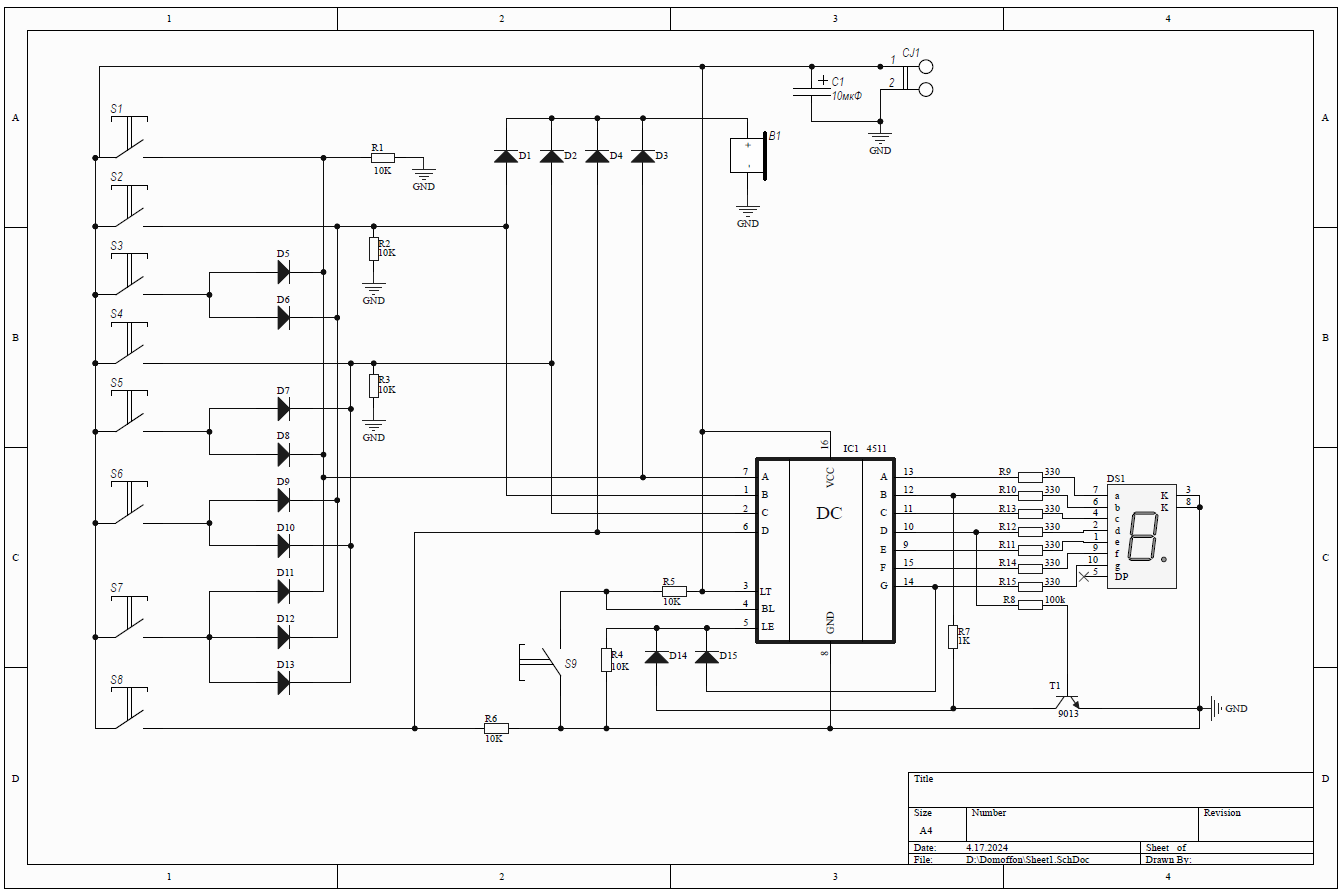 1 2 3 4
A A
B B
C C
D D
CJ1
1
2
+ C1
10мкФ
GND
S1
R1
10K
GND
D1 D2 D4 D3
B1
+
-
GND
S2
R2
10K
GND
S3
D5
D6
S4
R3
10K
GND
S5
D7
D8
S6
D9
D10
S7
D11
D12
D13
S8
R6
10K
S9
R5
10K
R4
10K
D14 D15
IC1 4511
16
VCC
DC
GND
8
7 A
1 B
2 C
6 D
3 LT
4 BL
5 LE
A 13
B 12
C 11
D 10
E 9
F 15
G 14
R9 330
R10 330
R13 330
R12 330
R11 330
R14 330
R15 330
R8 100k
R7
1K
T1
9013
GND
DS1
7 a K 3
6 b K 8
4 c
2 d
1 e
9 f
10 g
5 DP
Title
Size Number Revision
A4
Date: 4.17.2024 Sheet of
File: D:\Domoffon\Sheet1.SchDoc Drawn By:
1 2 3 4